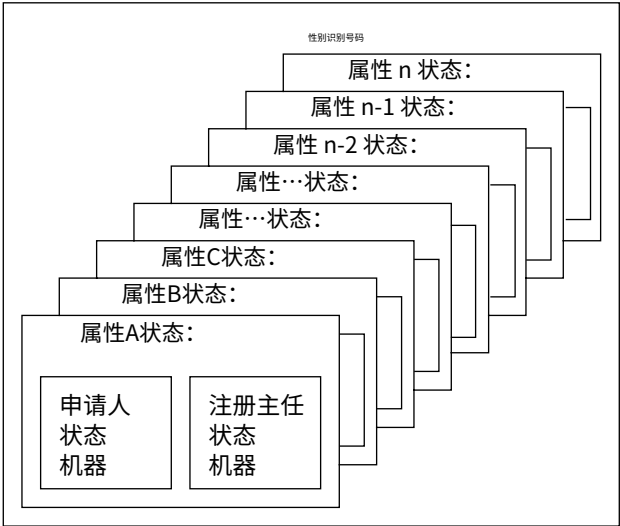 性别识别号码
属性 n 状态：
属性 n-1 状态：
属性 n-2 状态：
属性…状态：
属性…状态：
属性C状态：
属性B状态：
属性A状态：
申请人
状态
机器
注册主任
状态
机器